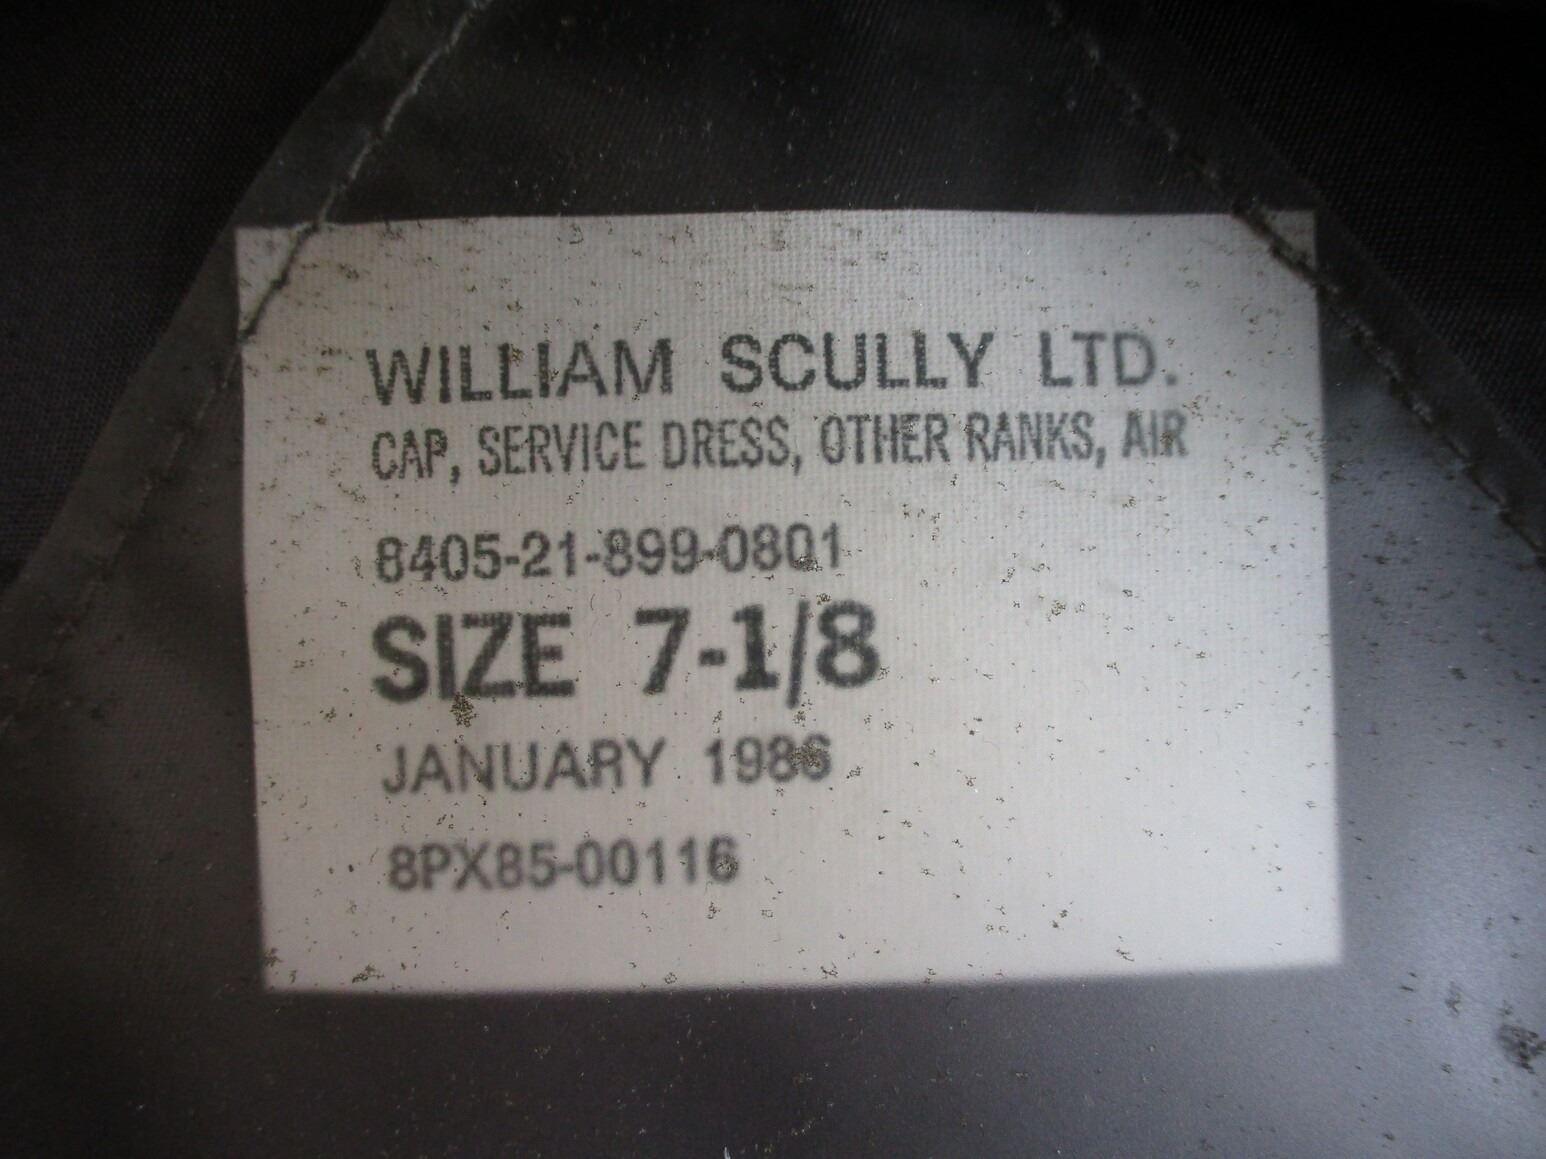 WILLIAM SCULLY LTD.
CAP, SERVICE DRESS, OTHER RANKS, AIR
8405-21-899-0801
SIZE 7-1/8
JANUARY 1986
8PX85-00116